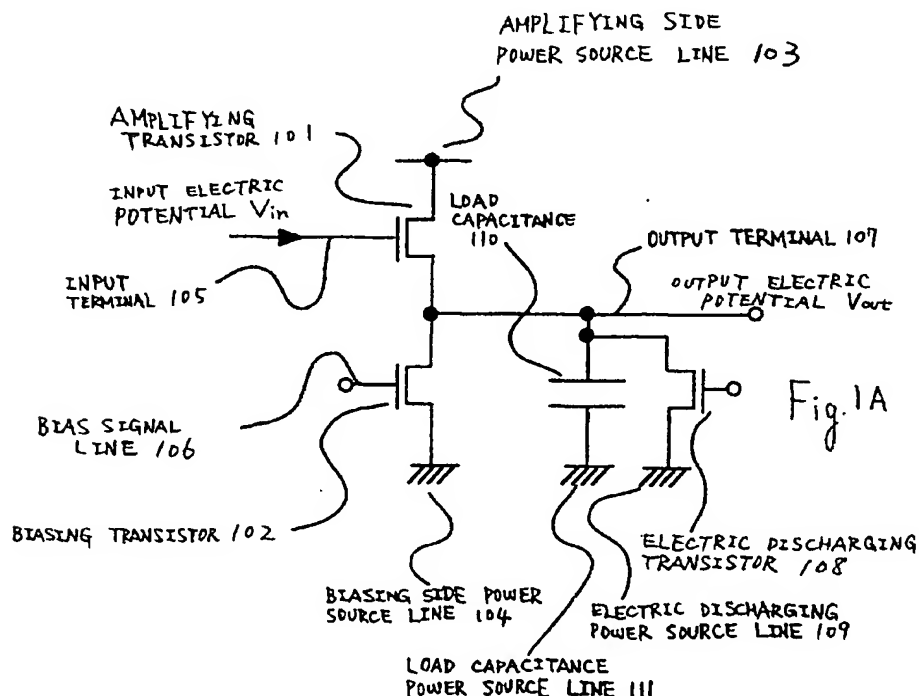 AMPLIFYING SIDE
POWER SOURCE LINE 103
AMPLIFYING
TRANSISTOR 101
INPUT ELECTRIC
POTENTIAL Vin
LOAD
CAPACITANCE
110
OUTPUT TERMINAL 107
INPUT
TERMINAL 105
OUTPUT ELECTRIC
POTENTIAL Vout
Fig. 1A
BIAS SIGNAL
LINE 106
BIASING TRANSISTOR 102
ELECTRIC DISCHARGING
TRANSISTOR 108
BIASING SIDE POWER
SOURCE LINE 104
ELECTRIC DISCHARGING
POWER SOURCE LINE 109
LOAD CAPACITANCE
POWER SOURCE LINE 111